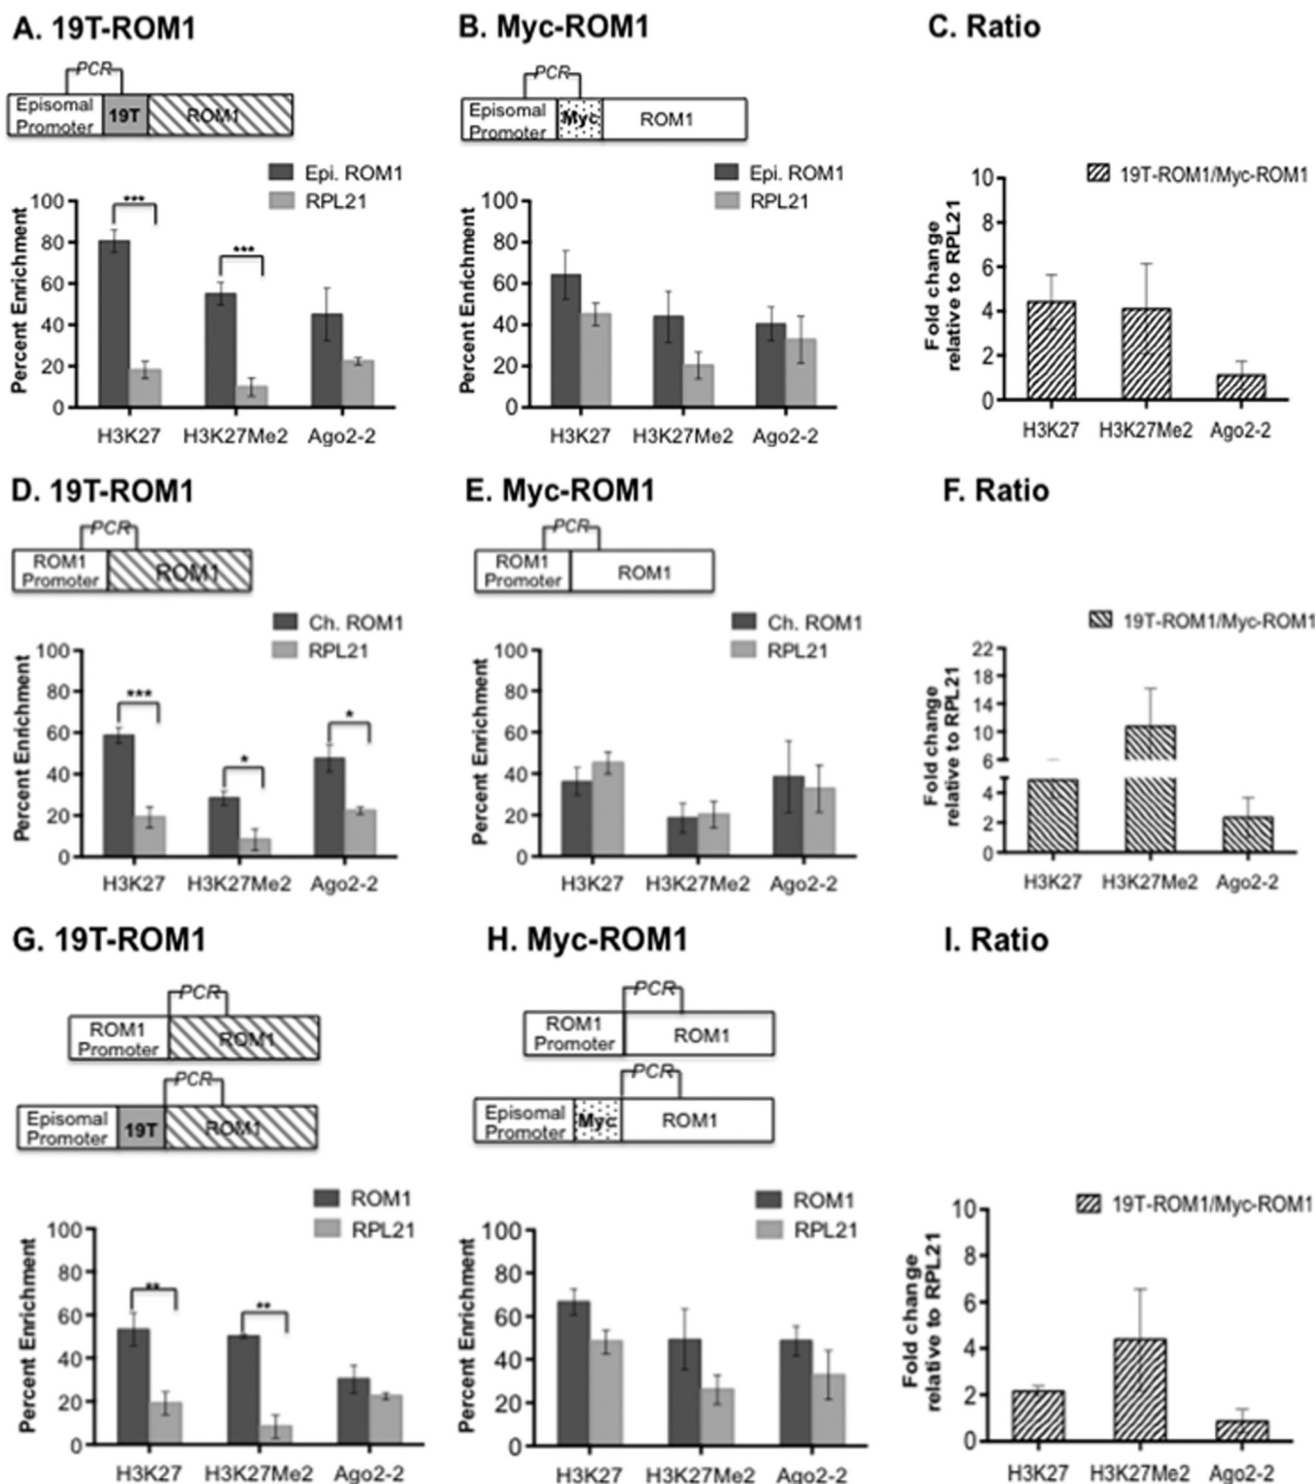 A. 19T-ROM1
PCR
Episomal
Promoter
19T
ROM1
Epi. ROM1
RPL21
Percent Enrichment
100
80
60
40
20
0
***
***
H3K27 H3K27Me2 Ago2-2
B. Myc-ROM1
PCR
Episomal
Promoter
Myc
ROM1
Epi. ROM1
RPL21
Percent Enrichment
100
80
60
40
20
0
H3K27 H3K27Me2 Ago2-2
C. Ratio
19T-ROM1/Myc-ROM1
Fold change
relative to RPL21
10
8
6
4
2
0
H3K27 H3K27Me2 Ago2-2
D. 19T-ROM1
PCR
ROM1
Promoter
ROM1
Ch. ROM1
RPL21
Percent Enrichment
100
80
60
40
20
0
***
*
*
H3K27 H3K27Me2 Ago2-2
E. Myc-ROM1
PCR
ROM1
Promoter
ROM1
Ch. ROM1
RPL21
Percent Enrichment
100
80
60
40
20
0
H3K27 H3K27Me2 Ago2-2
F. Ratio
19T-ROM1/Myc-ROM1
Fold change
relative to RPL21
22
18
14
10
6
4
2
0
H3K27 H3K27Me2 Ago2-2
G. 19T-ROM1
PCR
ROM1
Promoter
ROM1
PCR
Episomal
Promoter
19T
ROM1
ROM1
RPL21
Percent Enrichment
100
80
60
40
20
0
**
**
H3K27 H3K27Me2 Ago2-2
H. Myc-ROM1
PCR
ROM1
Promoter
ROM1
PCR
Episomal
Promoter
Myc
ROM1
ROM1
RPL21
Percent Enrichment
100
80
60
40
20
0
H3K27 H3K27Me2 Ago2-2
I. Ratio
19T-ROM1/Myc-ROM1
Fold change
relative to RPL21
10
8
6
4
2
0
H3K27 H3K27Me2 Ago2-2